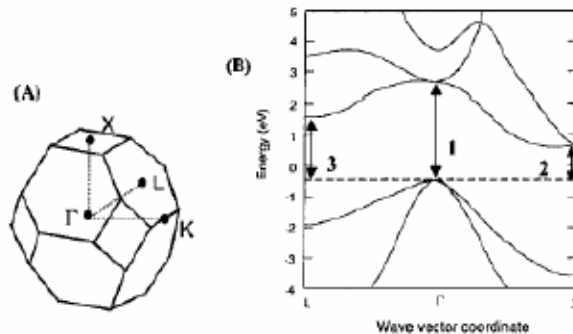 (A)
X
Γ
L
K
(B)
Energy (eV)
5
4
3
2
1
0
-1
-2
-3
-4
3
1
2
L
Γ
Wave vector coordinate